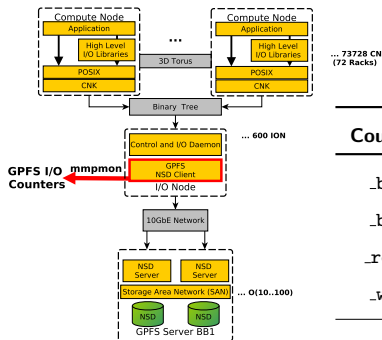 Compute Node
Compute Node
Application
...
Application
High Level
I/O Libraries
High Level
I/O Libraries
3D Torus
... 73728 CN
(72 Racks)
POSIX
POSIX
CNK
CNK
Binary Tree
Control and I/O Daemon
... 600 ION
Cou
GPFS I/O
Counters
mmpmon
GPFS
NSD Client
I/O Node
_b
_b
10GbE Network
_r
_w
NSD
Server
NSD
Server
Storage Area Network (SAN)
... O(10..100)
NSD
NSD
GPFS Server BB1